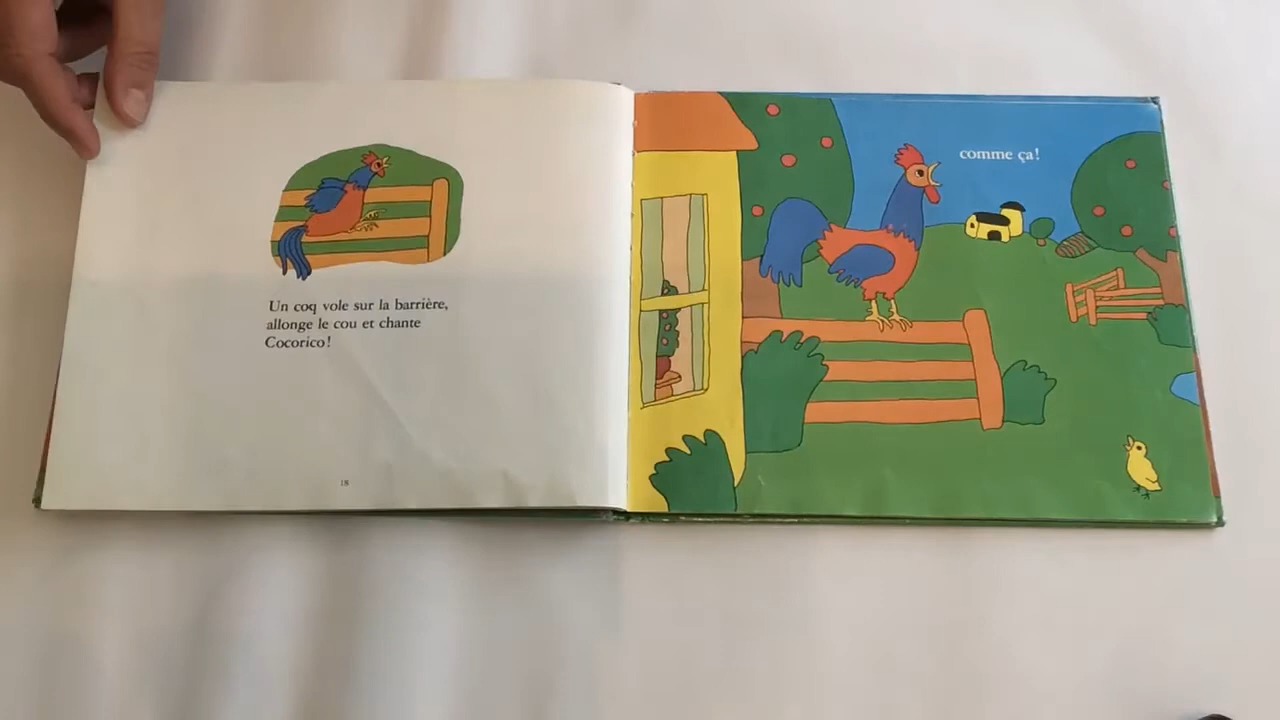 Un coq vole sur la barrière,
allonge le cou et chante
Cocorico!
18
comme ça!